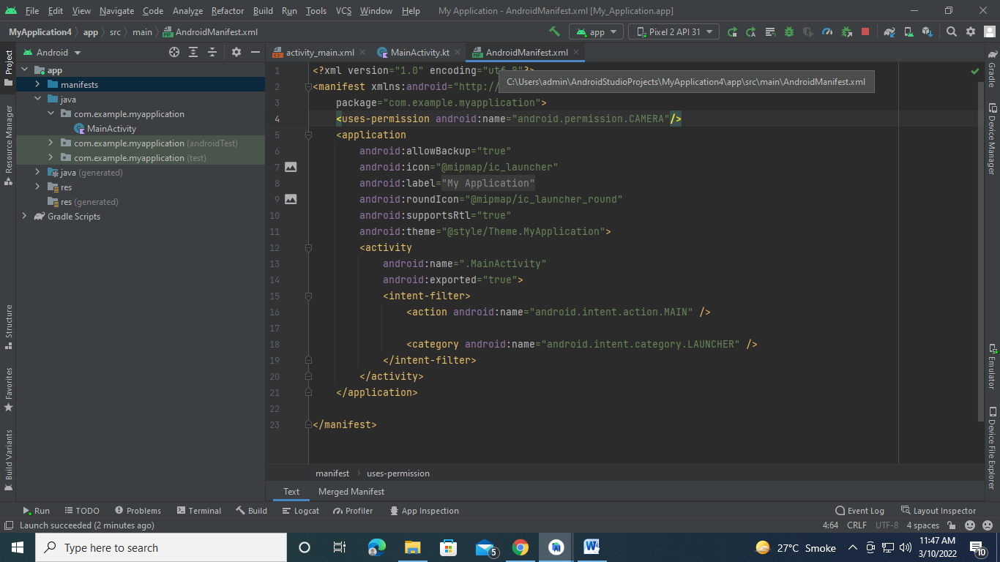 File Edit View Navigate Code Analyze Refactor Build Run Tools VCS Window Help My Application - AndroidManifest.xml [My_Application.app]
MyApplication4 app src main AndroidManifest.xml app Pixel 2 API 31
Project
Resource Manager
Structure
Favorites
Build Variants
Android
app
manifests
java
com.example.myapplication
MainActivity
com.example.myapplication (androidTest)
com.example.myapplication (test)
java (generated)
res
res (generated)
Gradle Scripts
activity_main.xml MainActivity.kt AndroidManifest.xml
C:\Users\admin\AndroidStudioProjects\MyApplication4\app\src\main\AndroidManifest.xml
1 <?xml version="1.0" encoding="utf-8"?>
2 <manifest xmlns:android="http://
3 package="com.example.myapplication">
4 <uses-permission android:name="android.permission.CAMERA"/>
5 <application
6 android:allowBackup="true"
7 android:icon="@mipmap/ic_launcher"
8 android:label="My Application"
9 android:roundIcon="@mipmap/ic_launcher_round"
10 android:supportsRtl="true"
11 android:theme="@style/Theme.MyApplication">
12 <activity
13 android:name=".MainActivity"
14 android:exported="true">
15 <intent-filter>
16 <action android:name="android.intent.action.MAIN" />
17
18 <category android:name="android.intent.category.LAUNCHER" />
19 </intent-filter>
20 </activity>
21 </application>
22
23 </manifest>
manifest uses-permission
Text Merged Manifest
Gradle
Device Manager
Emulator
Device File Explorer
Run TODO Problems Terminal Build Logcat Profiler App Inspection Event Log Layout Inspector
Launch succeeded (2 minutes ago) 4:64 CRLF UTF-8 4 spaces
Type here to search 5 27°C Smoke 11:47 AM
3/10/2022 10